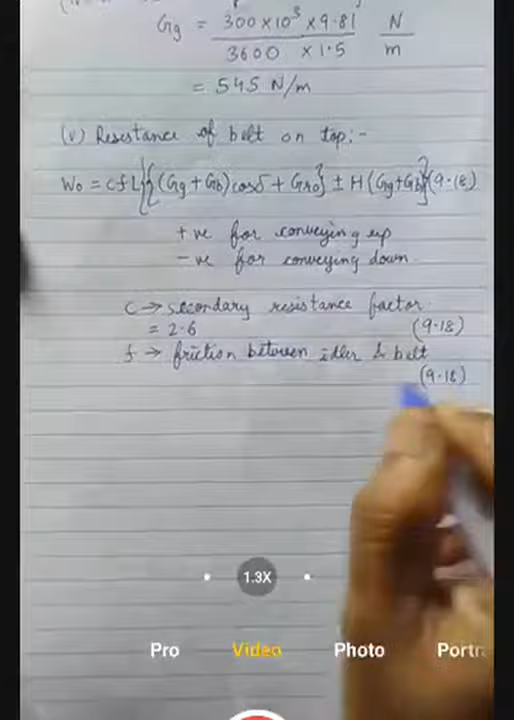 Gg = 300×10³×9.81 / 3600 ×1.5 N/m
= 545 N/m
(v) Resistance of belt on top:-
Wo = cfL{{(Gg+Gb)cosδ+Gro} ± H(Gg+Gb)}(9.18)
+ve for conveying up
-ve for conveying down
C → secondary resistance factor
= 2.6 (9.18)
f → friction between idler & belt
(9.18)
1.3X
Pro Video Photo Portr